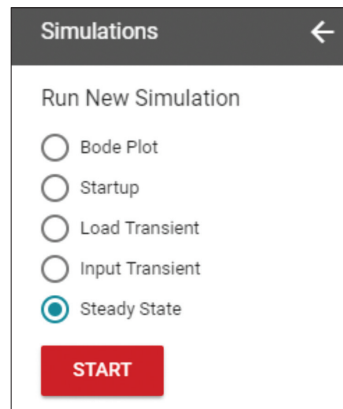 Simulations
Run New Simulation
Bode Plot
Startup
Load Transient
Input Transient
Steady State
START